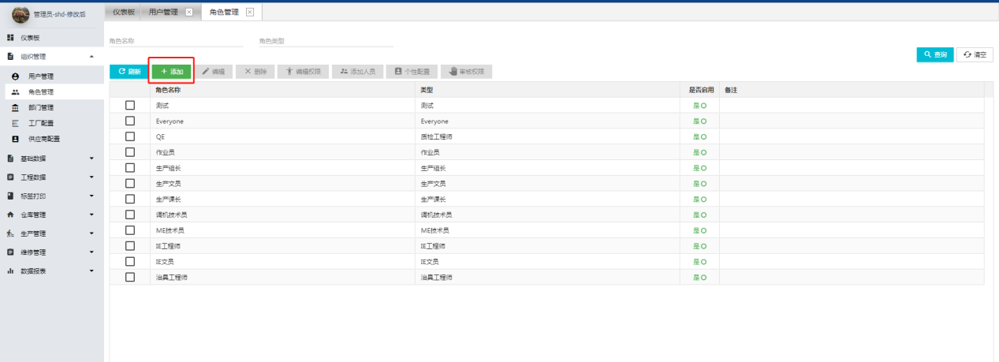 管理员-shd-修改后
仪表板 用户管理 角色管理
仪表板
组织管理
用户管理
角色管理
部门管理
工厂配置
供应商配置
基础数据
工程数据
标签打印
仓库管理
生产管理
维修管理
数据报表
角色名称 角色类型
查询 清空
刷新 添加 编辑 删除 编辑权限 添加人员 个性配置 审核权限
角色名称 类型 是否启用 备注
测试 测试 是
Everyone Everyone 是
QE 质检工程师 是
作业员 作业员 是
生产组长 生产组长 是
生产文员 生产文员 是
生产课长 生产课长 是
调机技术员 调机技术员 是
ME技术员 ME技术员 是
IE工程师 IE工程师 是
IE文员 IE文员 是
治具工程师 治具工程师 是